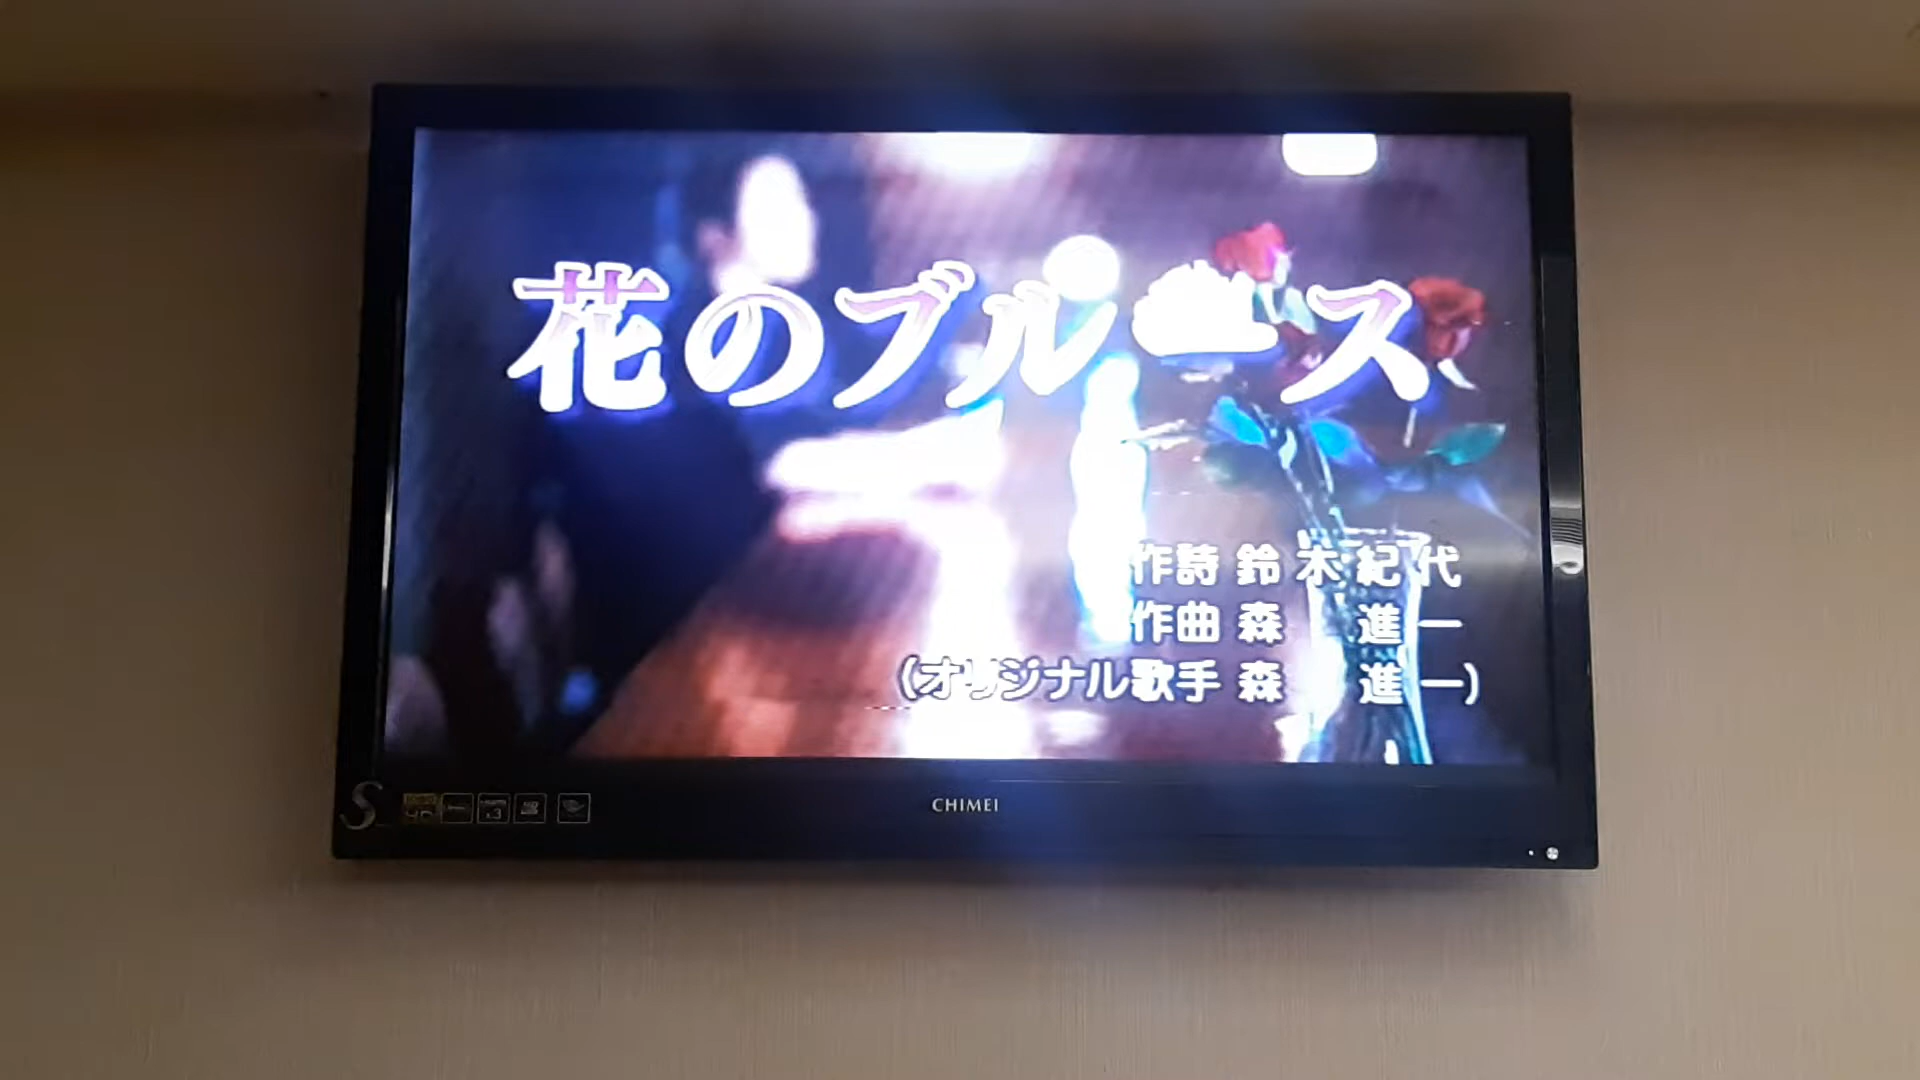 花のブルース
作詩 鈴木紀代
作曲 森 進一
(オリジナル歌手 森 進一)
CHIMEI